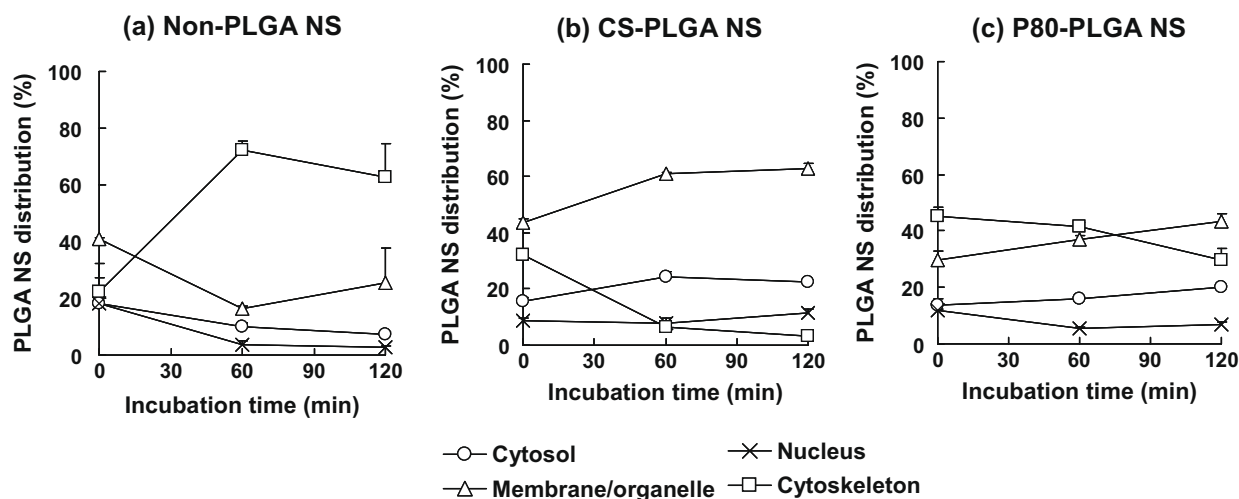 (a) Non-PLGA NS
(b) CS-PLGA NS
(c) P80-PLGA NS
PLGA NS distribution (%)
100
80
60
40
20
0
0 30 60 90 120
Incubation time (min)
PLGA NS distribution (%)
100
80
60
40
20
0
0 30 60 90 120
Incubation time (min)
PLGA NS distribution (%)
100
80
60
40
20
0
0 30 60 90 120
Incubation time (min)
Cytosol
Nucleus
Membrane/organelle
Cytoskeleton